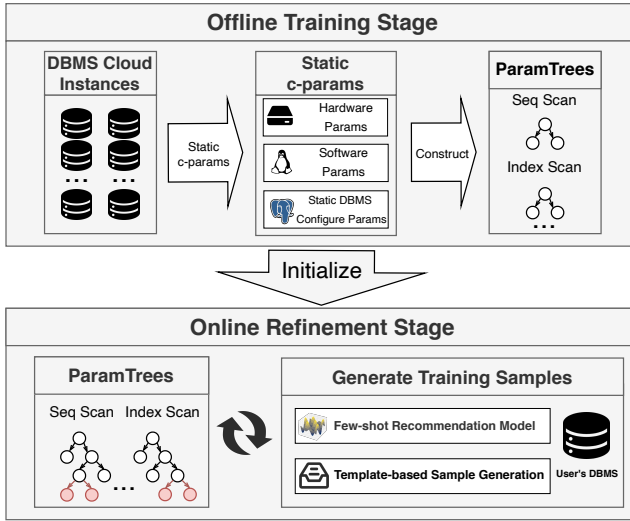 Offline Training Stage
DBMS Cloud
Instances
...
...
Static
c-params
Static
c-params
Hardware
Params
Software
Params
Static DBMS
Configure Params
Construct
ParamTrees
Seq Scan
Index Scan
...
Initialize
Online Refinement Stage
ParamTrees
Seq Scan Index Scan
...
Generate Training Samples
Few-shot Recommendation Model
Template-based Sample Generation
User's DBMS